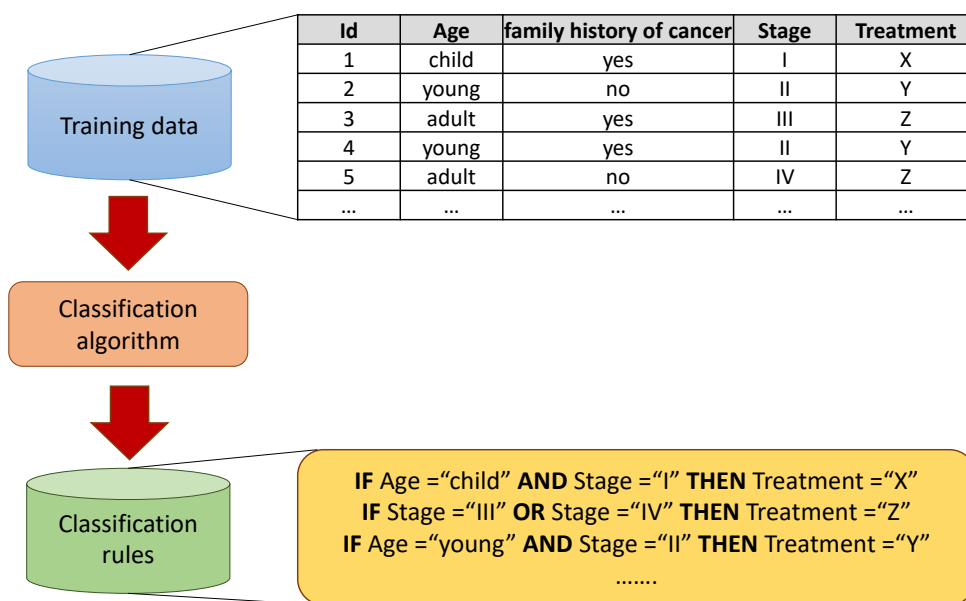 Id Age family history of cancer Stage Treatment
1 child yes I X
2 young no II Y
3 adult yes III Z
4 young yes II Y
5 adult no IV Z
... ... ... ... ...
Training data
Classification
algorithm
Classification
rules
IF Age =“child” AND Stage =“I” THEN Treatment =“X”
IF Stage =“III” OR Stage =“IV” THEN Treatment =“Z”
IF Age =“young” AND Stage =“II” THEN Treatment =“Y”
.......